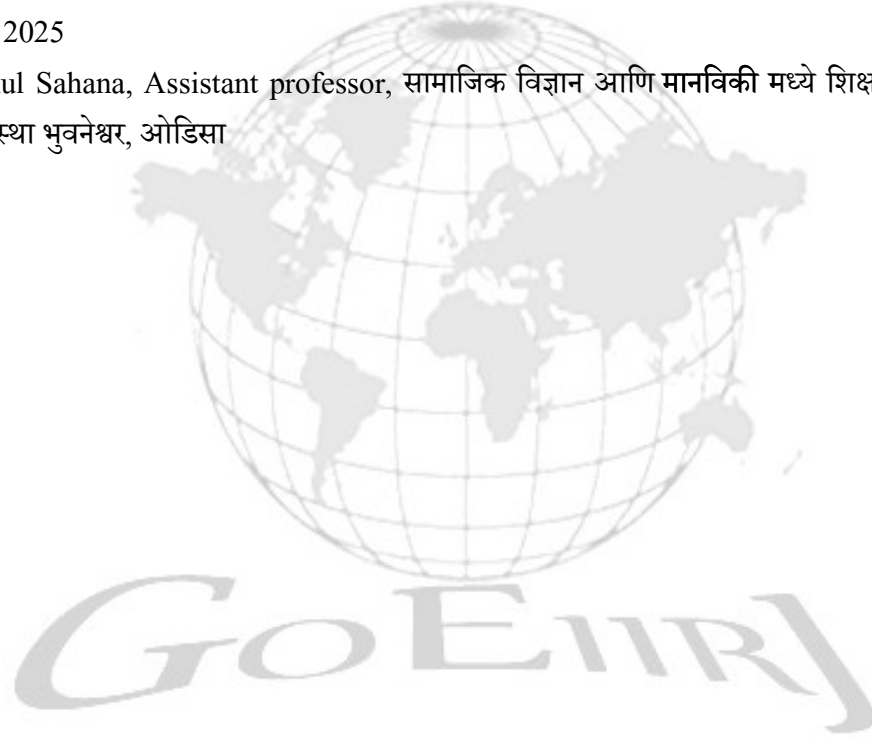 2025
ul Sahana, Assistant professor, सामाजिक विज्ञान आणि मानविकी मध्ये
स्था भुवनेश्वर, ओडिसा
GOEIIRJ